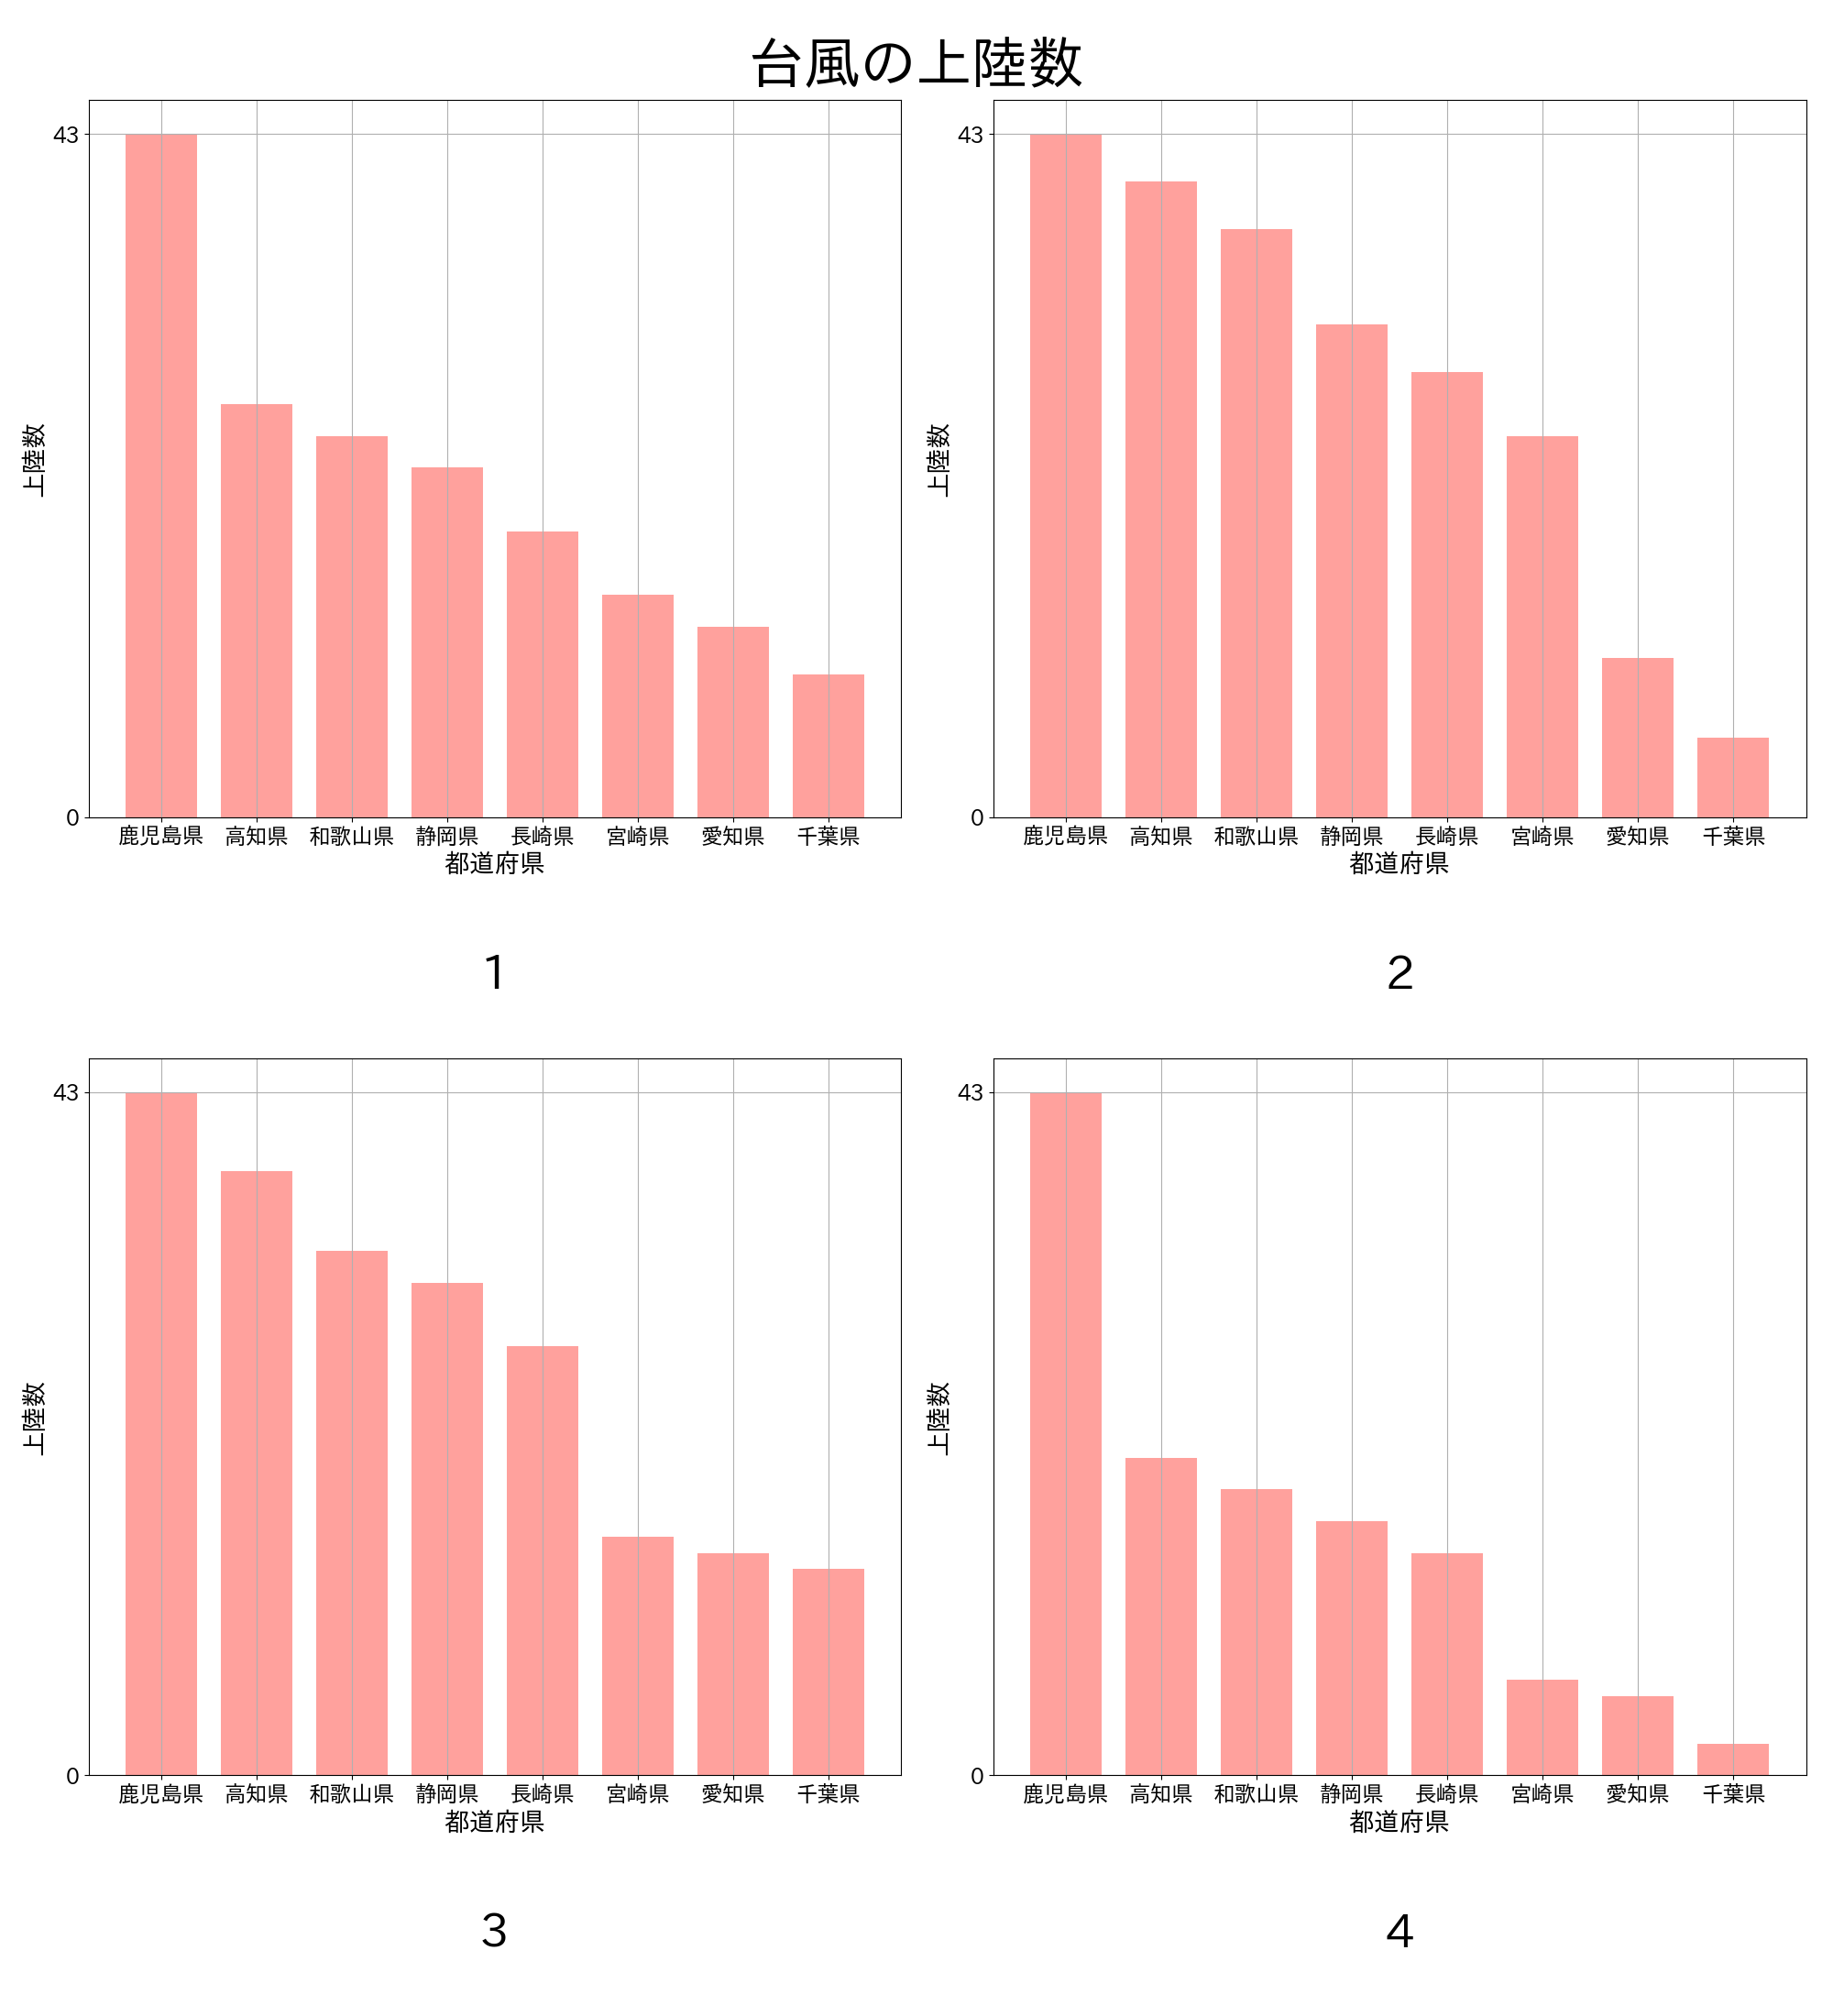 台風の上陸数
43
0
上陸数
鹿児島県 高知県 和歌山県 静岡県 長崎県 宮崎県 愛知県 千葉県
都道府県
1
43
0
上陸数
鹿児島県 高知県 和歌山県 静岡県 長崎県 宮崎県 愛知県 千葉県
都道府県
2
43
0
上陸数
鹿児島県 高知県 和歌山県 静岡県 長崎県 宮崎県 愛知県 千葉県
都道府県
3
43
0
上陸数
鹿児島県 高知県 和歌山県 静岡県 長崎県 宮崎県 愛知県 千葉県
都道府県
4